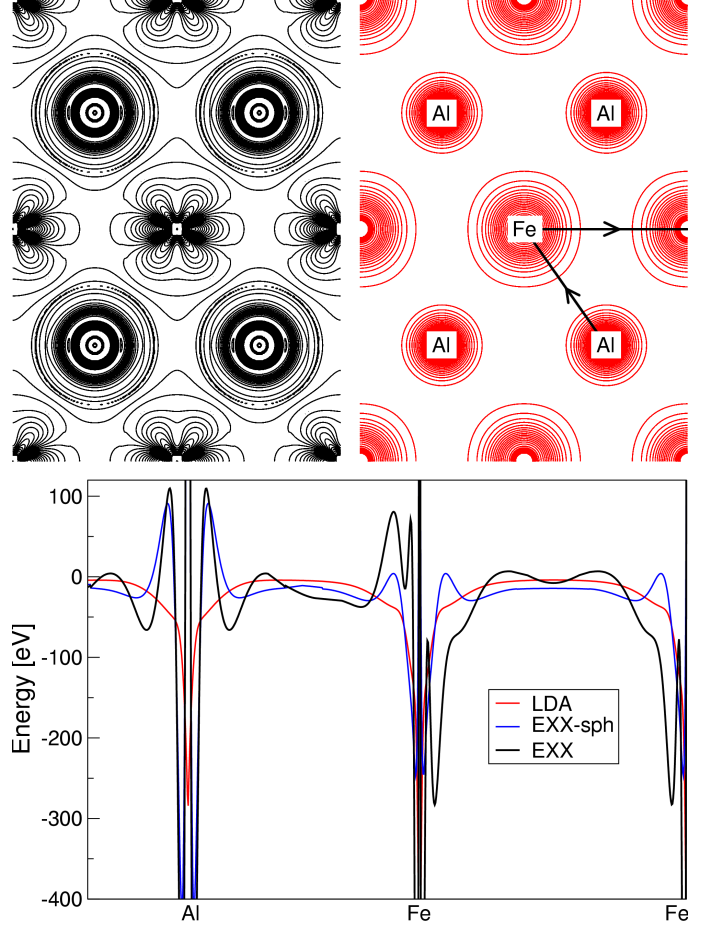 Al Al
Fe
Al Al
100
0
-100
-200
-300
-400
Energy [eV]
LDA
EXX-sph
EXX
Al Fe Fe